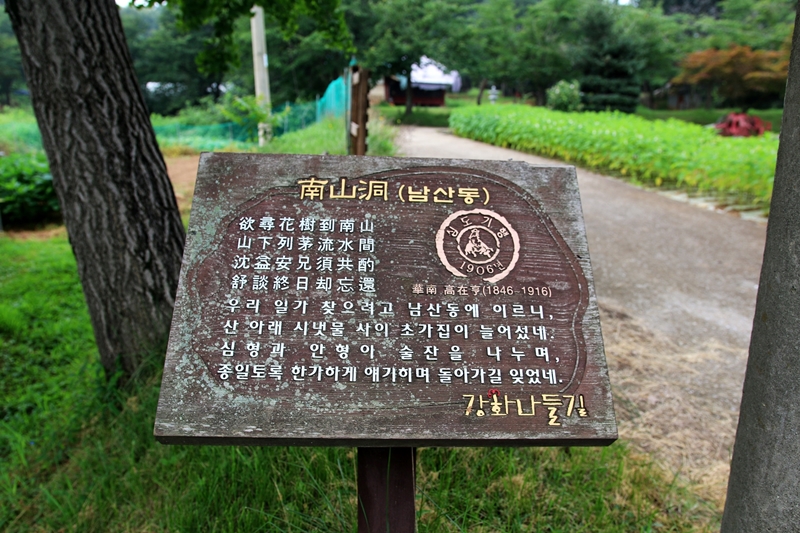 南山洞 (남산동)
欲尋花樹到南山
山下列茅流水間
沈益安兄須共酌
舒談終日却忘還
심도기행
1906년
華南 高在亨(1846-1916)
우리 일가 찾으려고 남산동에 이르니,
산 아래 시냇물 사이 초가집이 늘어섰네.
심형과 안형이 술잔을 나누며,
종일토록 한가하게 얘기하며 돌아가길 잊었네.
강화나들길